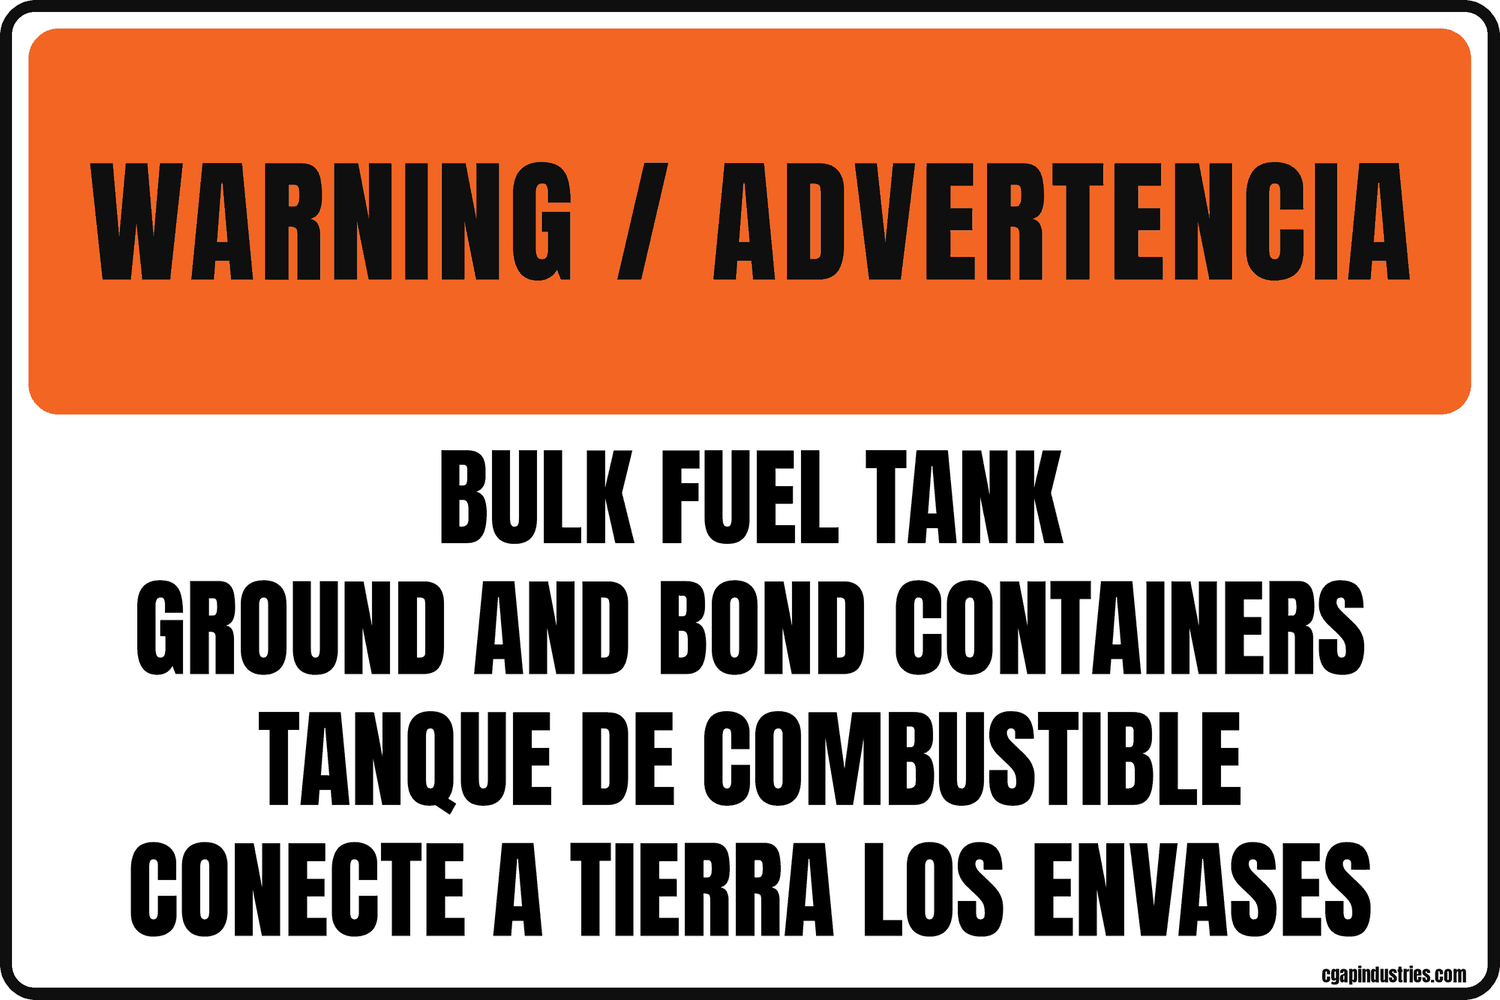 WARNING / ADVERTENCIA
BULK FUEL TANK
GROUND AND BOND CONTAINERS
TANQUE DE COMBUSTIBLE
CONECTE A TIERRA LOS ENVASES
cgapindustries.com